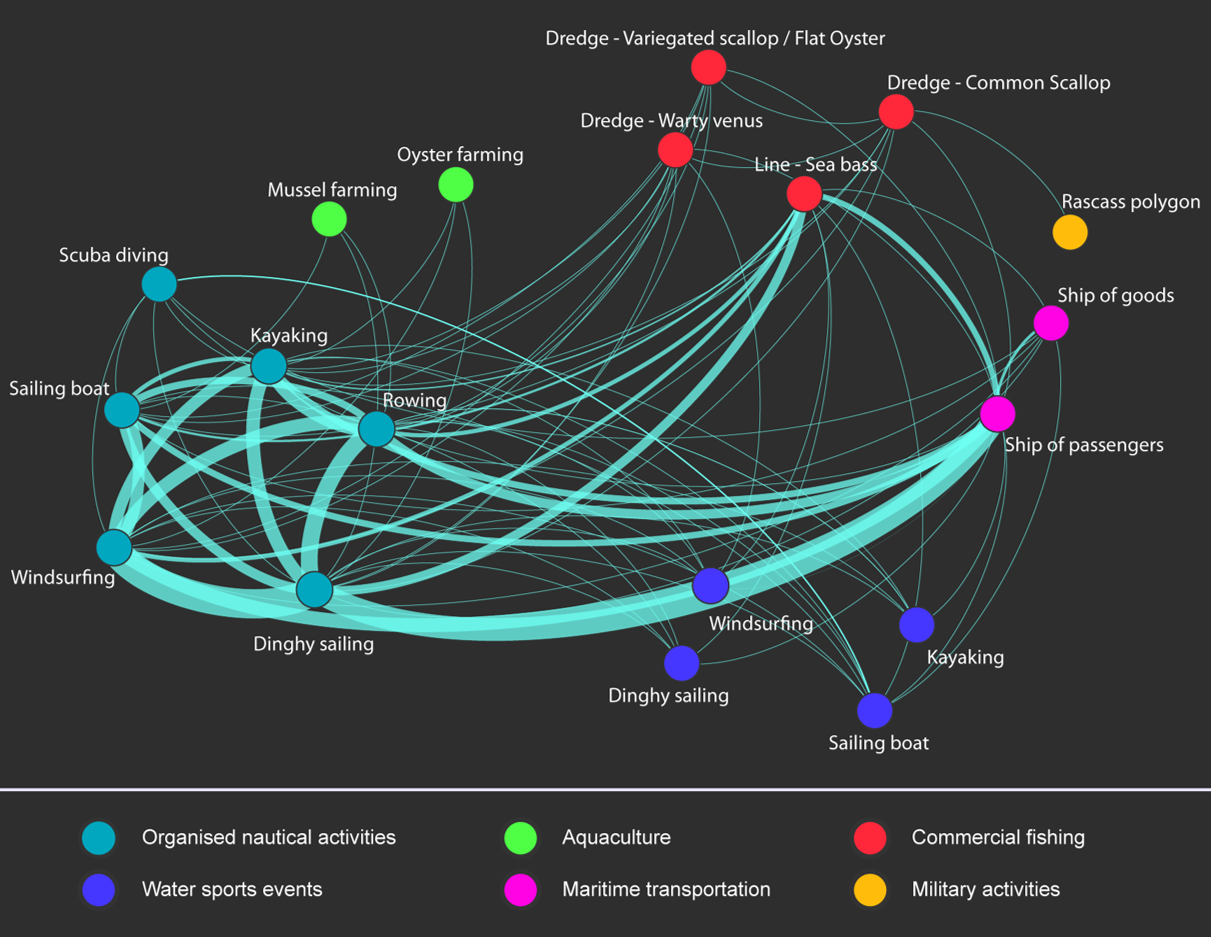 Dredge - Variegated scallop / Flat Oyster
Dredge - Common Scallop
Dredge - Warty venus
Oyster farming
Line - Sea bass
Mussel farming
Rascass polygon
Scuba diving
Ship of goods
Kayaking
Sailing boat
Rowing
Ship of passengers
Windsurfing
Windsurfing
Dinghy sailing
Kayaking
Dinghy sailing
Sailing boat
Organised nautical activities
Aquaculture
Commercial fishing
Water sports events
Maritime transportation
Military activities